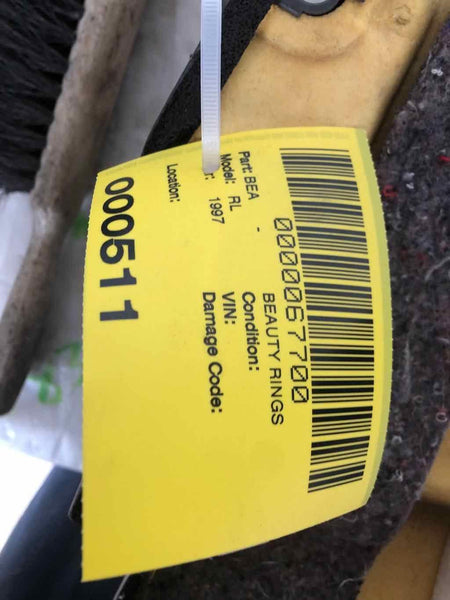 0000067700
Part: BEA - BEAUTY RINGS
Model: RL Condition:
1997 VIN:
Damage Code:
Location:
000511